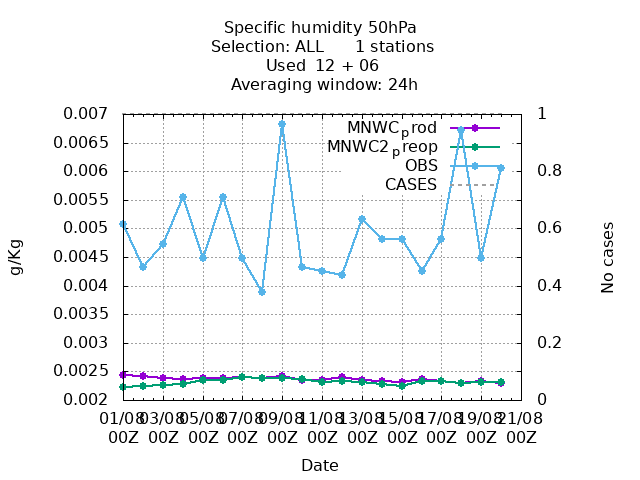 Specific humidity 50hPa
Selection: ALL 1 stations
Used 12 + 06
Averaging window: 24h
0.007
0.0065
0.006
0.0055
0.005
0.0045
0.004
0.0035
0.003
0.0025
0.002
g/Kg
MNWCprod
MNWC2preop
OBS
CASES
1
0.8
0.6
0.4
0.2
0
No cases
01/08 03/08 05/08 07/08 09/08 11/08 13/08 15/08 17/08 19/08 21/08
00Z 00Z 00Z 00Z 00Z 00Z 00Z 00Z 00Z 00Z 00Z
Date